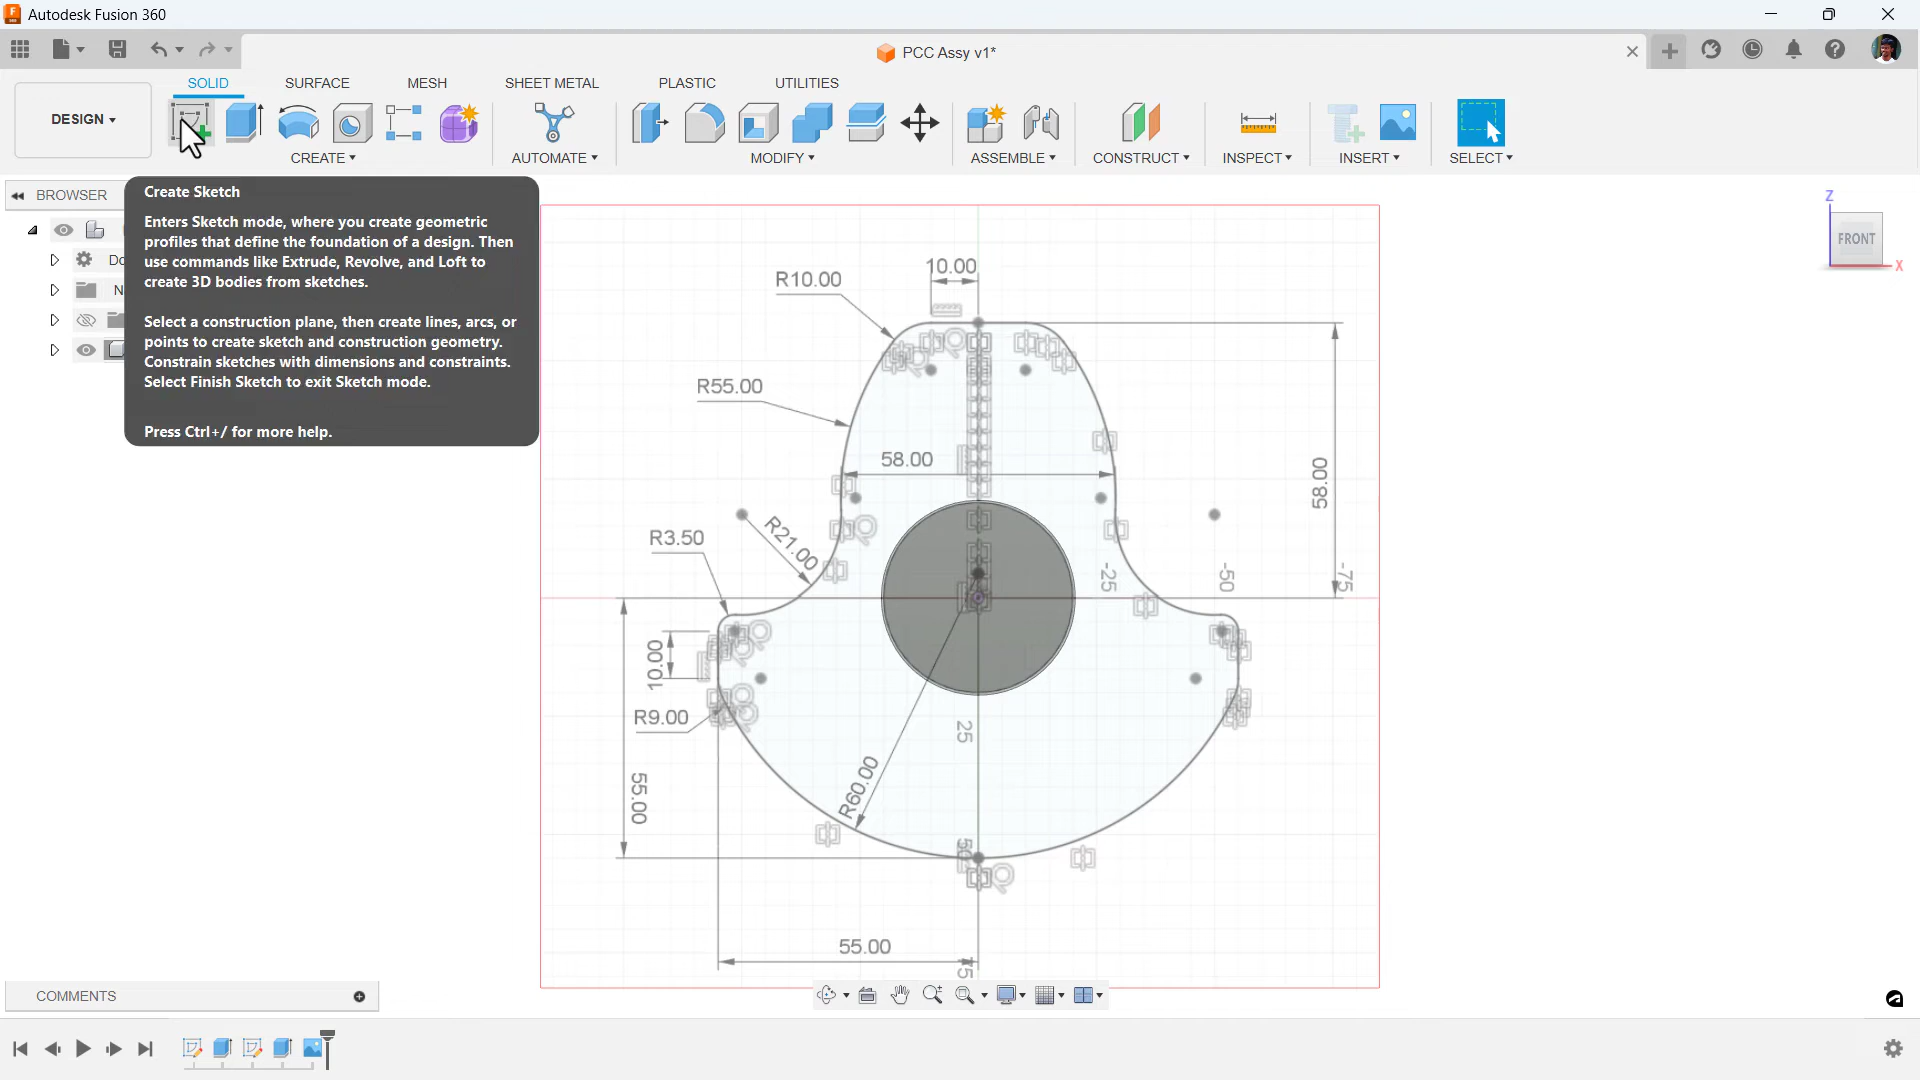 Autodesk Fusion 360
PCC Assy v1*
DESIGN
SOLID
SURFACE
MESH
SHEET METAL
PLASTIC
UTILITIES
CREATE
AUTOMATE
MODIFY
ASSEMBLE
CONSTRUCT
INSPECT
INSERT
SELECT
BROWSER
Do
N
Create Sketch
Enters Sketch mode, where you create geometric
profiles that define the foundation of a design. Then
use commands like Extrude, Revolve, and Loft to
create 3D bodies from sketches.
Select a construction plane, then create lines, arcs, or
points to create sketch and construction geometry.
Constrain sketches with dimensions and constraints.
Select Finish Sketch to exit Sketch mode.
Press Ctrl+/ for more help.
Z
FRONT
X
10.00
R10.00
R55.00
58.00
58.00
R3.50
R21.00
-25
-50
-75
10.00
R9.00
25
R60.00
55.00
50
55.00
75
COMMENTS